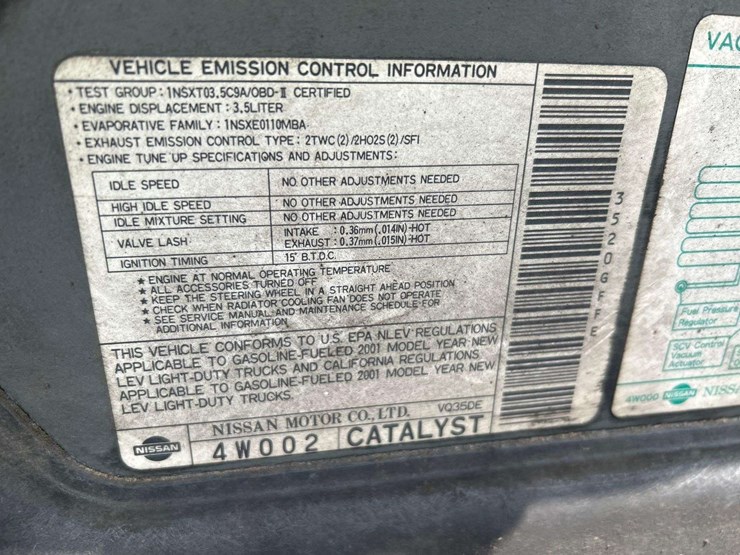 VEHICLE EMISSION CONTROL INFORMATION
• TEST GROUP : 1NSXT03.5C9A/OBD-Ⅱ CERTIFIED
• ENGINE DISPLACEMENT : 3.5LITER
• EVAPORATIVE FAMILY : 1NSXE0110MBA
• EXHAUST EMISSION CONTROL TYPE : 2TWC(2)/2HO2S(2)/SFI
• ENGINE TUNE UP SPECIFICATIONS AND ADJUSTMENTS :
IDLE SPEED NO OTHER ADJUSTMENTS NEEDED
HIGH IDLE SPEED NO OTHER ADJUSTMENTS NEEDED
IDLE MIXTURE SETTING NO OTHER ADJUSTMENTS NEEDED
VALVE LASH INTAKE : 0.36mm(.014IN)-HOT
EXHAUST : 0.37mm(.015IN)-HOT
IGNITION TIMING 15° B.T.D.C.
★ ENGINE AT NORMAL OPERATING TEMPERATURE
★ ALL ACCESSORIES TURNED OFF
★ KEEP THE STEERING WHEEL IN A STRAIGHT AHEAD POSITION
★ CHECK WHEN RADIATOR COOLING FAN DOES NOT OPERATE
★ SEE SERVICE MANUAL AND MAINTENANCE SCHEDULE FOR
ADDITIONAL INFORMATION
THIS VEHICLE CONFORMS TO U.S. EPA NLEV REGULATIONS
APPLICABLE TO GASOLINE-FUELED 2001 MODEL YEAR NEW
LEV LIGHT-DUTY TRUCKS AND CALIFORNIA REGULATIONS
APPLICABLE TO GASOLINE-FUELED 2001 MODEL YEAR NEW
LEV LIGHT-DUTY TRUCKS.
NISSAN
NISSAN MOTOR CO., LTD. VQ35DE
4W002 CATALYST
3520GFFE
VAC
Fuel Pressure
Regulator
SCV Control
Vacuum
Actuator
4W000 NISSAN NISS